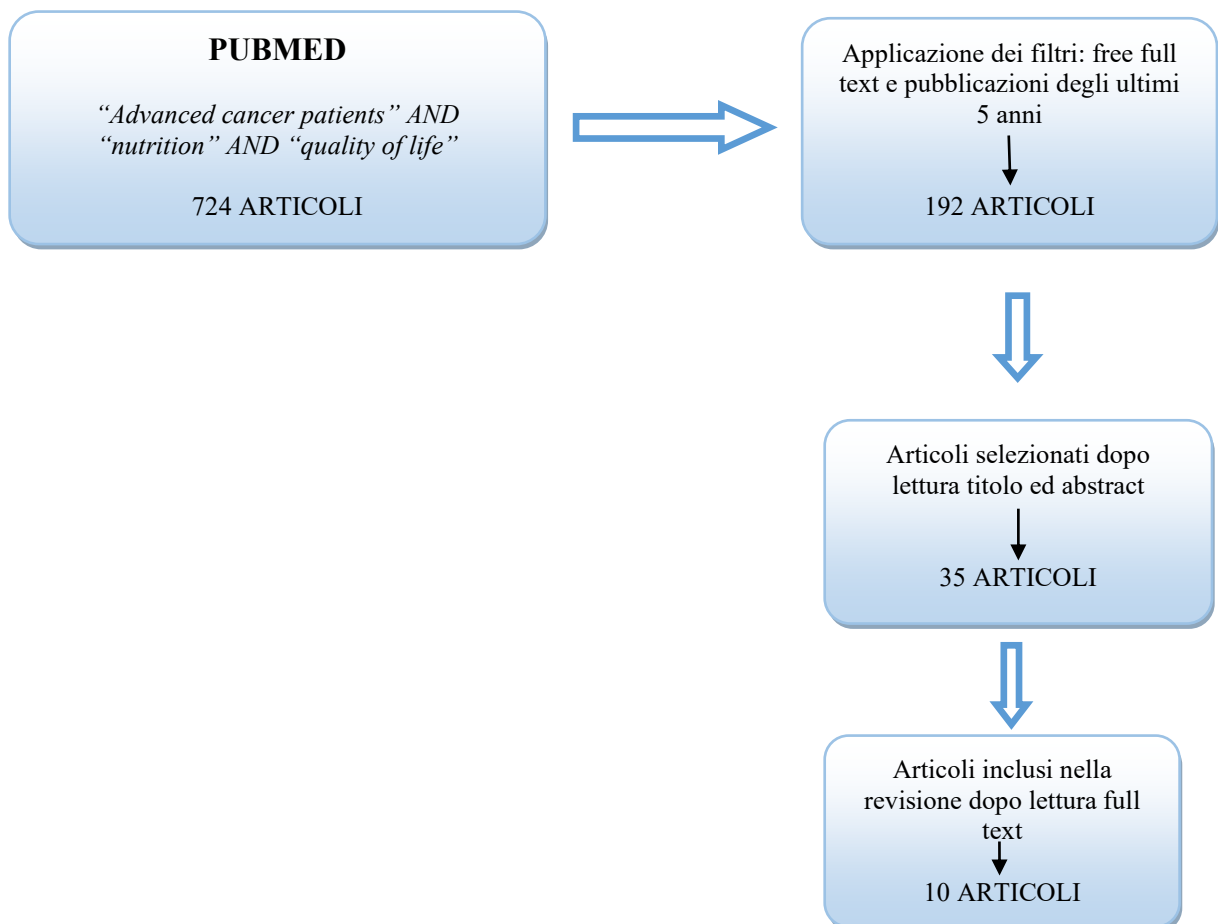 PUBMED
“Advanced cancer patients” AND
“nutrition” AND “quality of life”
724 ARTICOLI
Applicazione dei filtri: free full
text e pubblicazioni degli ultimi
5 anni
192 ARTICOLI
Articoli selezionati dopo
lettura titolo ed abstract
35 ARTICOLI
Articoli inclusi nella
revisione dopo lettura full
text
10 ARTICOLI